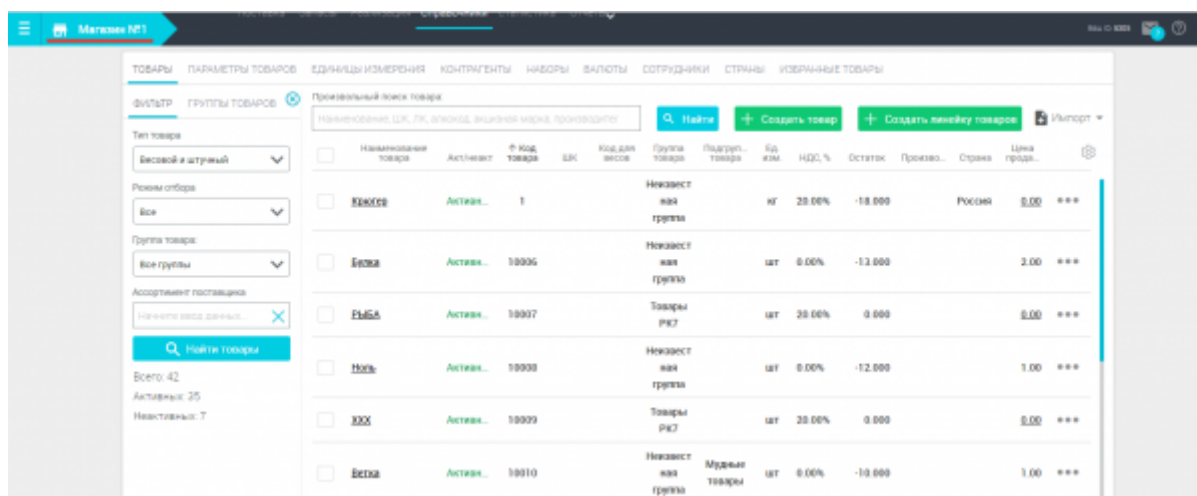 Магазин №1
Справочники
ТОВАРЫ ПАРАМЕТРЫ ТОВАРОВ ЕДИНИЦЫ ИЗМЕРЕНИЯ КОНТРАГЕНТЫ НАБОРЫ ВАЛЮТЫ СОТРУДНИКИ СТРАНЫ ИЗБРАННЫЕ ТОВАРЫ
ФИЛЬТР ГРУППЫ ТОВАРОВ
Произвольный поиск товара:
Наименование, ШК, ЛК, алкокод, акцизная марка, производитель
Найти
Создать товар
Создать линейку товаров
Импорт
Тип товара
Весовой и штучный
Режим отбора
Все
Группа товара:
Все группы
Ассортимент поставщика
Начните ввод данных...
Найти товары
Всего: 42
Активных: 35
Неактивных: 7
Наименование товара Акт/неакт Код товара ШК Код для весов Группа товара Подгруп... товара Ед. изм. НДС, % Остаток Произво... Страна Цена прода...
Крюгер Активн... 1 Неизвестная группа кг 20.00% -18.000 Россия 0.00
Белка Активн... 10006 Неизвестная группа шт 0.00% -13.000 2.00
РЫБА Активн... 10007 Товары РК7 шт 20.00% 0.000 0.00
Ноль Активн... 10008 Неизвестная группа шт 0.00% -12.000 1.00
XXX Активн... 10009 Товары РК7 шт 20.00% 0.000 0.00
Ветка Активн... 10010 Неизвестная группа Мудные товары шт 0.00% -10.000 1.00